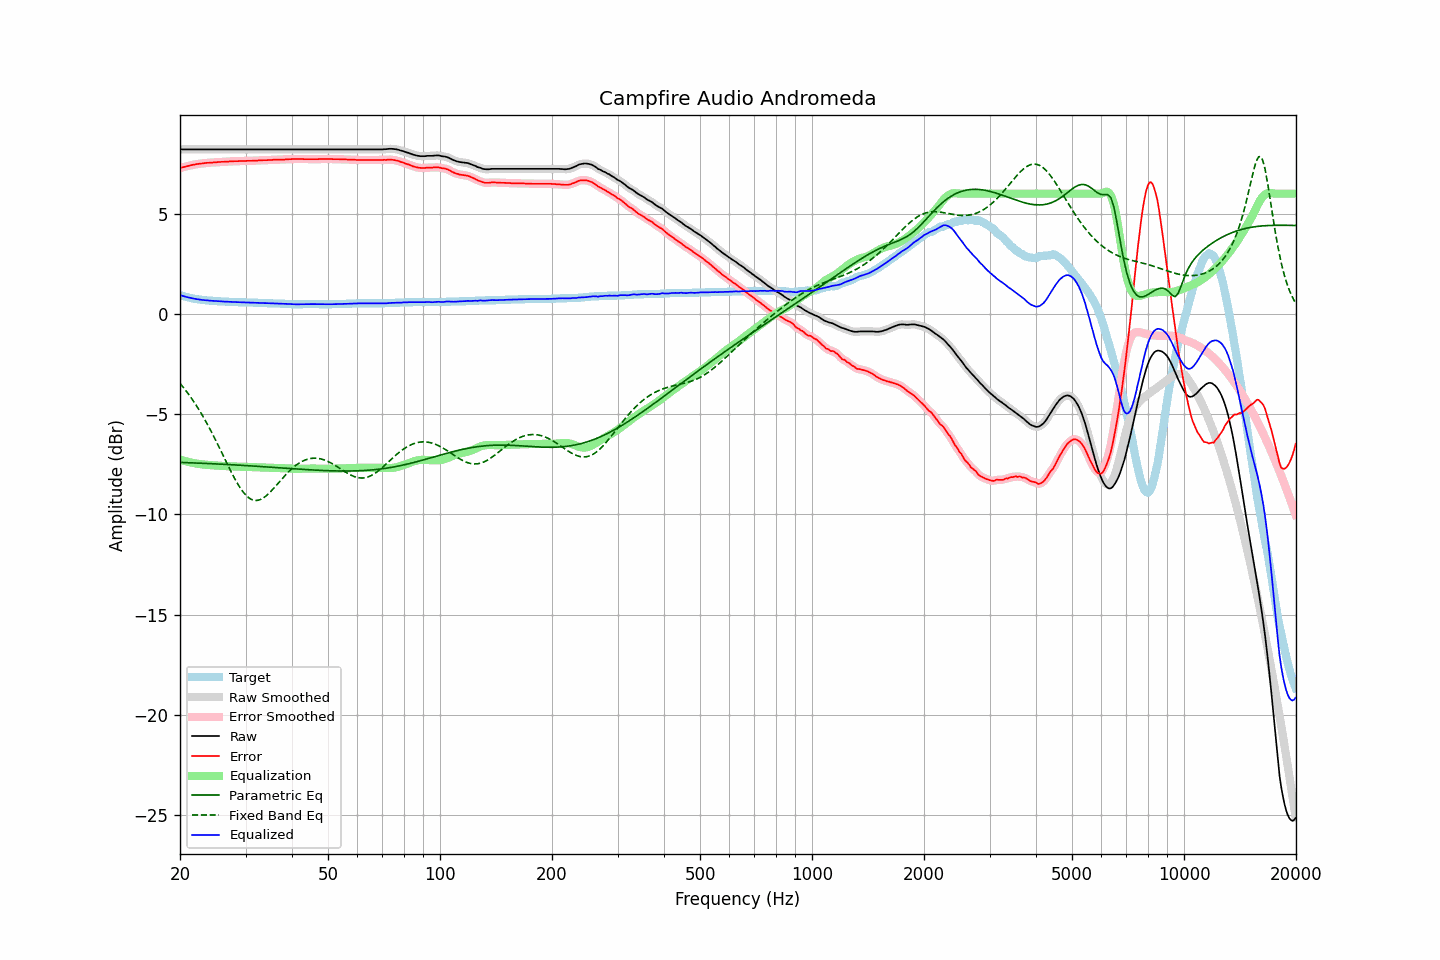 Campfire Audio Andromeda
Amplitude (dBr)
5
0
−5
−10
−15
−20
−25
Target
Raw Smoothed
Error Smoothed
Raw
Error
Equalization
Parametric Eq
Fixed Band Eq
Equalized
20 50 100 200 500 1000 2000 5000 10000 20000
Frequency (Hz)